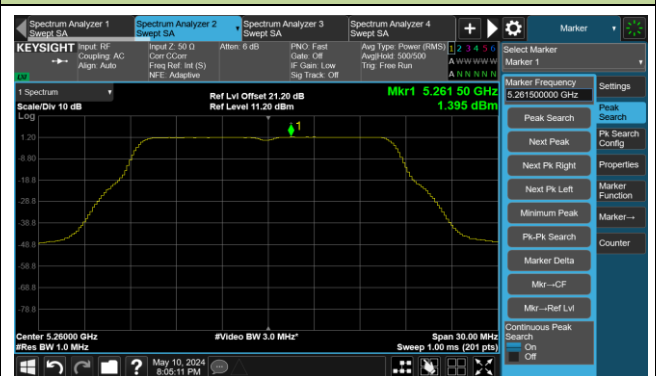 Spectrum Analyzer 1
Swept SA
Spectrum Analyzer 2
Swept SA
Spectrum Analyzer 3
Swept SA
Spectrum Analyzer 4
Swept SA
Marker
KEYSIGHT
Input: RF
Coupling: AC
Align: Auto
Input Z: 50 Ω
Corr CCorr
Freq Ref: Int (S)
NFE: Adaptive
Atten: 6 dB
PNO: Fast
Gate: Off
IF Gain: Low
Sig Track: Off
Avg Type: Power (RMS)
Avg|Hold: 500/500
Trig: Free Run
1 2 3 4 5 6
A W W W W W
A N N N N N
LXI
Select Marker
Marker 1
1 Spectrum
Scale/Div 10 dB
Ref Lvl Offset 21.20 dB
Ref Level 11.20 dBm
Mkr1 5.261 50 GHz
1.395 dBm
Log
1
1.20
-8.80
-18.8
-28.8
-38.8
-48.8
-58.8
-68.8
-78.8
Center 5.26000 GHz
#Res BW 1.0 MHz
#Video BW 3.0 MHz*
Span 30.00 MHz
Sweep 1.00 ms (201 pts)
Marker Frequency
5.261500000 GHz
Peak Search
Next Peak
Next Pk Right
Next Pk Left
Minimum Peak
Pk-Pk Search
Marker Delta
Mkr→CF
Mkr→Ref Lvl
Continuous Peak
Search
On
Off
Settings
Peak
Search
Pk Search
Config
Properties
Marker
Function
Marker→
Counter
?
May 10, 2024
8:05:11 PM